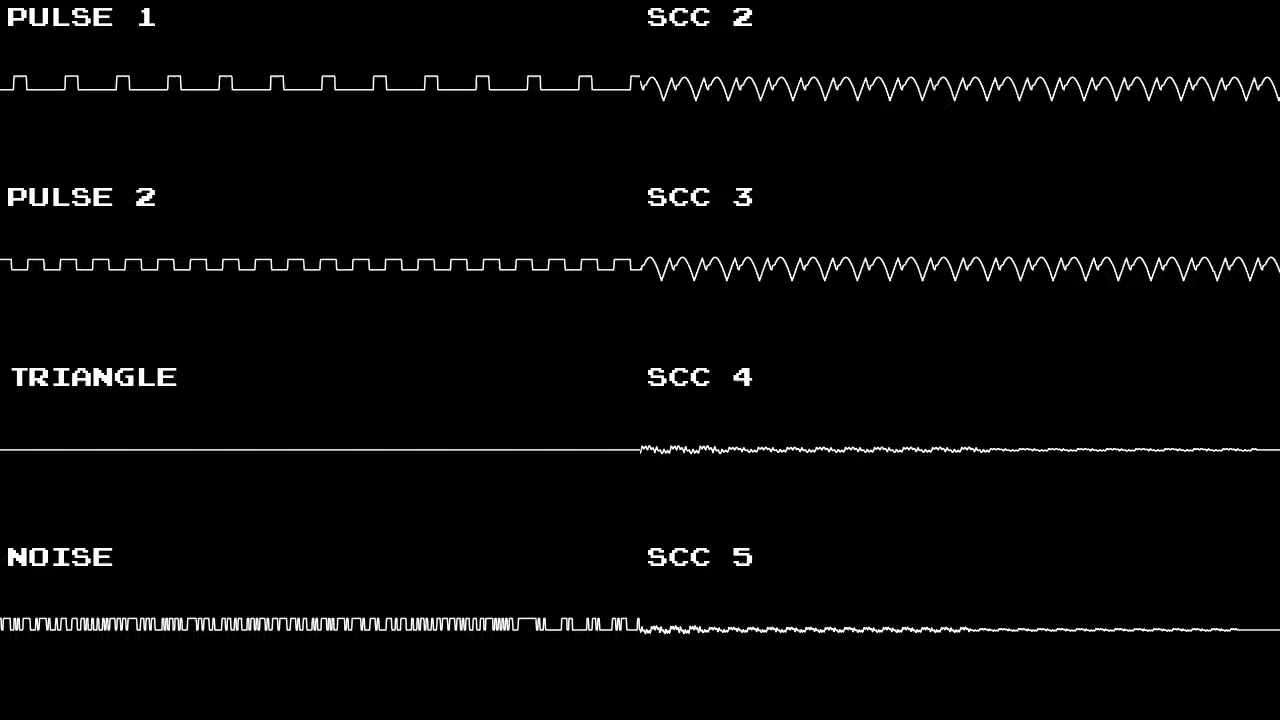 PULSE 1
PULSE 2
TRIANGLE
NOISE
SCC 2
SCC 3
SCC 4
SCC 5